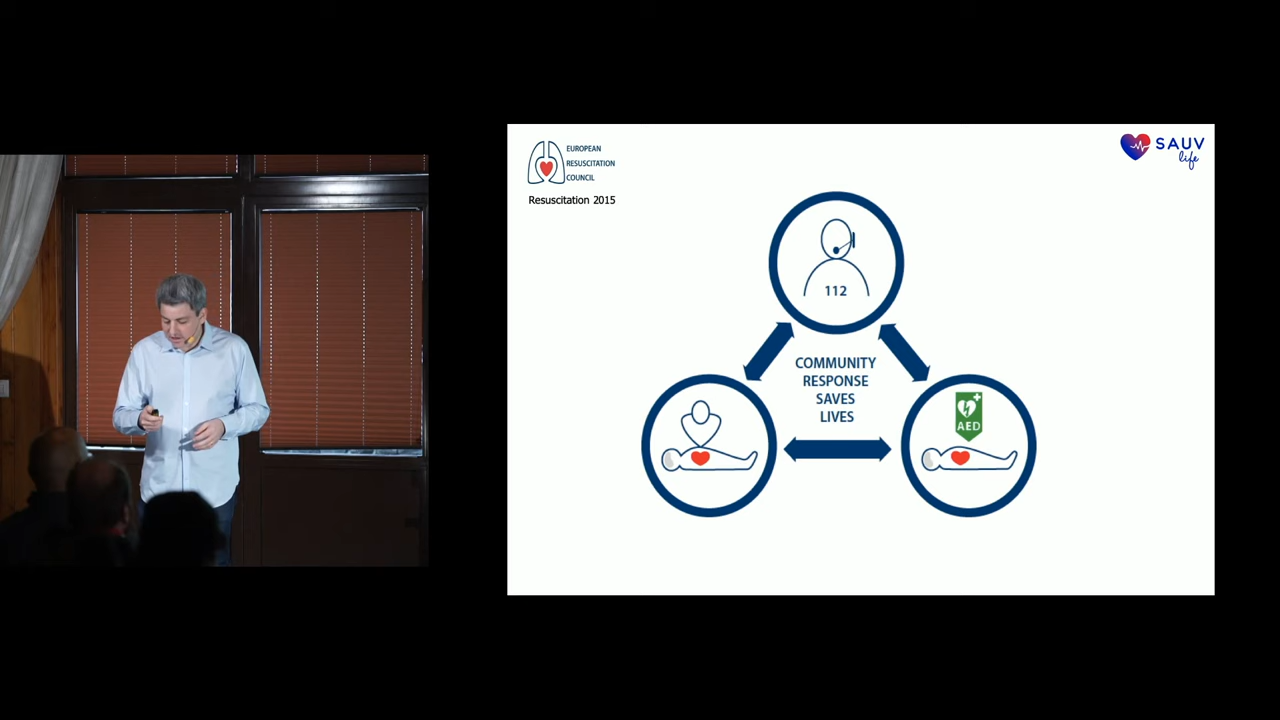 EUROPEAN
RESUSCITATION
COUNCIL
Resuscitation 2015
SAUV
life
112
COMMUNITY
RESPONSE
SAVES
LIVES
AED